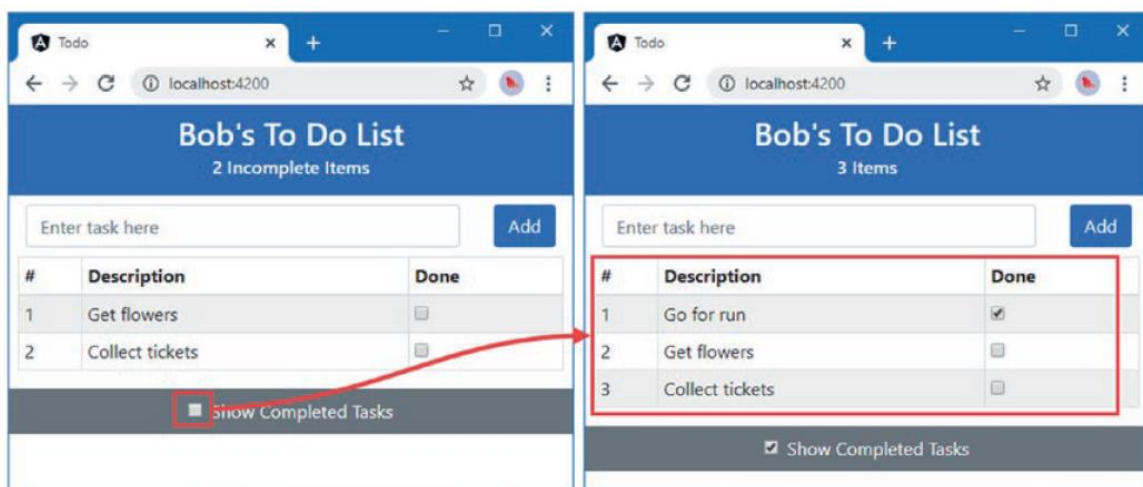 Todo
localhost:4200
Bob's To Do List
2 Incomplete Items
Enter task here
Add
# Description Done
1 Get flowers
2 Collect tickets
Show Completed Tasks
Todo
localhost:4200
Bob's To Do List
3 Items
Enter task here
Add
# Description Done
1 Go for run
2 Get flowers
3 Collect tickets
Show Completed Tasks